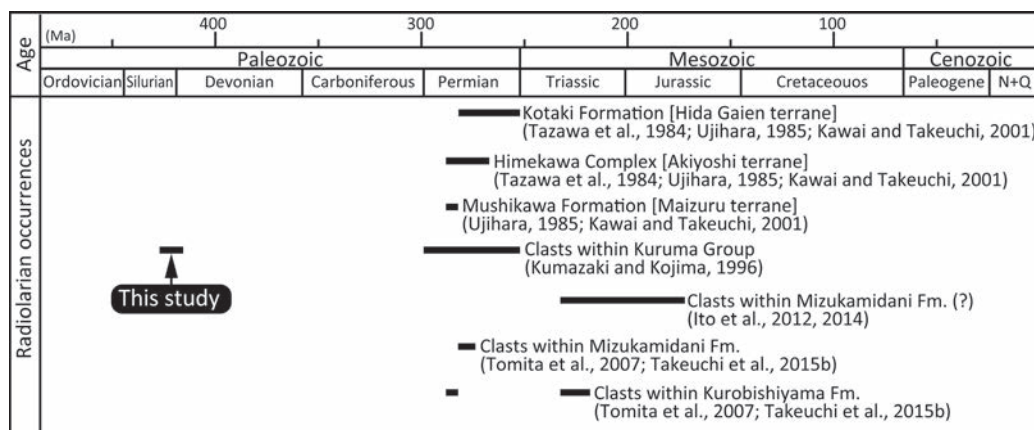 (Ma) 400 300 200 100
Age
Paleozoic Mesozoic Cenozoic
Ordovician Silurian Devonian Carboniferous Permian Triassic Jurassic Cretaceouos Paleogene N+Q
Radiolarian occurrences
Kotaki Formation [Hida Gaien terrane]
(Tazawa et al., 1984; Ujihara, 1985; Kawai and Takeuchi, 2001)
Himekawa Complex [Akiyoshi terrane]
(Tazawa et al., 1984; Ujihara, 1985; Kawai and Takeuchi, 2001)
Mushikawa Formation [Maizuru terrane]
(Ujihara, 1985; Kawai and Takeuchi, 2001)
Clasts within Kuruma Group
(Kumazaki and Kojima, 1996)
This study
Clasts within Mizukamidani Fm. (?)
(Ito et al., 2012, 2014)
Clasts within Mizukamidani Fm.
(Tomita et al., 2007; Takeuchi et al., 2015b)
Clasts within Kurobishiyama Fm.
(Tomita et al., 2007; Takeuchi et al., 2015b)